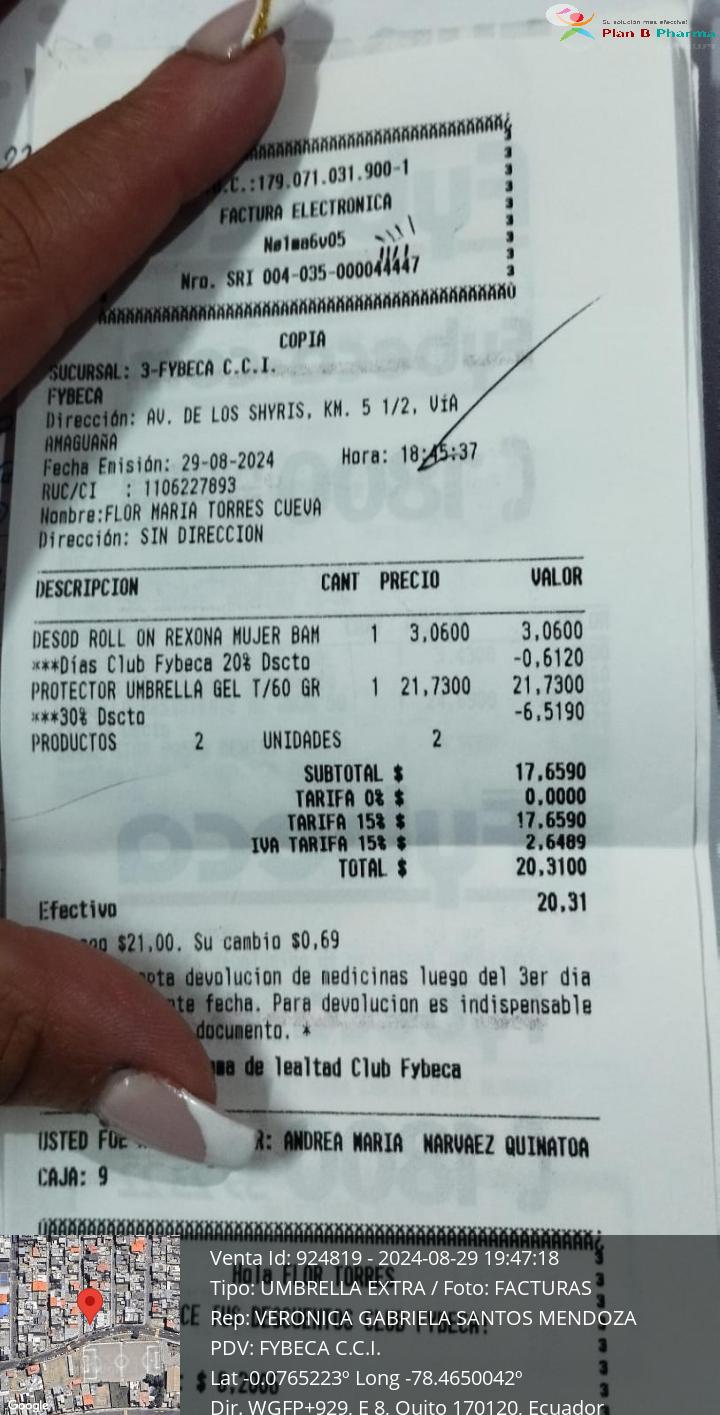 Su solución mas efectiva!
Plan B Pharma
.C.:179.071.031.900-1
FACTURA ELECTRONICA
No1ma6v05
Nro. SRI 004-035-000044447
COPIA
SUCURSAL: 3-FYBECA C.C.I.
FYBECA
Dirección: AV. DE LOS SHYRIS, KM. 5 1/2, VíA
AMAGUAÑA
Fecha Emisión: 29-08-2024 Hora: 18:45:37
RUC/CI : 1106227893
Nombre:FLOR MARIA TORRES CUEVA
Dirección: SIN DIRECCION
DESCRIPCION CANT PRECIO VALOR
DESOD ROLL ON REXONA MUJER BAM 1 3,0600 3,0600
***Días Club Fybeca 20% Dscto -0,6120
PROTECTOR UMBRELLA GEL T/60 GR 1 21,7300 21,7300
***30% Dscto -6,5190
PRODUCTOS 2 UNIDADES 2
SUBTOTAL $ 17,6590
TARIFA 0% $ 0,0000
TARIFA 15% $ 17,6590
IVA TARIFA 15% $ 2,6489
TOTAL $ 20,3100
Efectivo 20,31
$21,00. Su cambio $0,69
devolucion de medicinas luego del 3er dia
fecha. Para devolucion es indispensable
documento. *
de lealtad Club Fybeca
USTED FUE R: ANDREA MARIA NARVAEZ QUINATOA
CAJA: 9
Hola FLOR TORRES
Venta Id: 924819 - 2024-08-29 19:47:18
Tipo: UMBRELLA EXTRA / Foto: FACTURAS
Rep: VERONICA GABRIELA SANTOS MENDOZA
PDV: FYBECA C.C.I.
Lat -0.0765223º Long -78.4650042º
Dir. WGFP+929, E 8, Quito 170120, Ecuador
Google